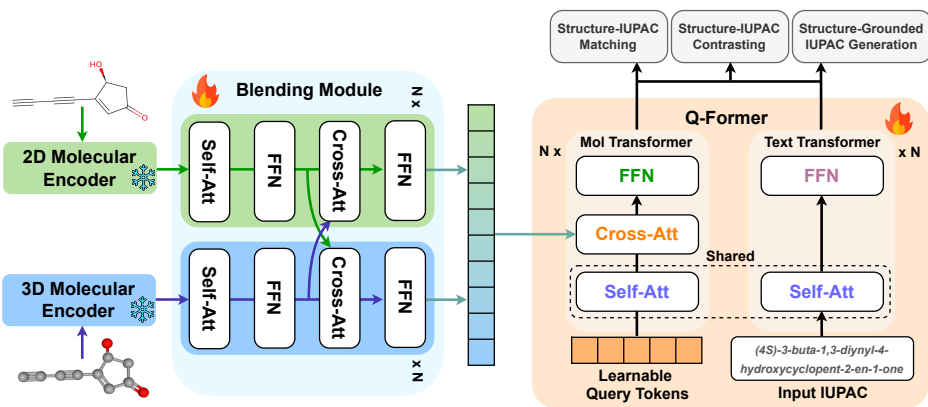 Structure-IUPAC
Matching
Structure-IUPAC
Contrasting
Structure-Grounded
IUPAC Generation
HO
O
2D Molecular
Encoder
3D Molecular
Encoder
Blending Module
N x
Self-Att
FFN
Cross-Att
FFN
Self-Att
FFN
Cross-Att
FFN
N x
Q-Former
N x
Mol Transformer
FFN
Cross-Att
Self-Att
Text Transformer
x N
FFN
Shared
Self-Att
Learnable
Query Tokens
(4S)-3-buta-1,3-diynyl-4-
hydroxycyclopent-2-en-1-one
Input IUPAC